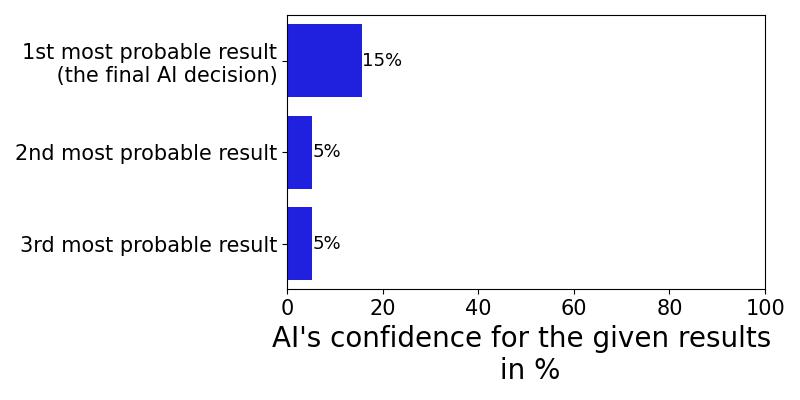 1st most probable result
(the final AI decision)
15%
2nd most probable result
5%
3rd most probable result
5%
0 20 40 60 80 100
AI's confidence for the given results
in %